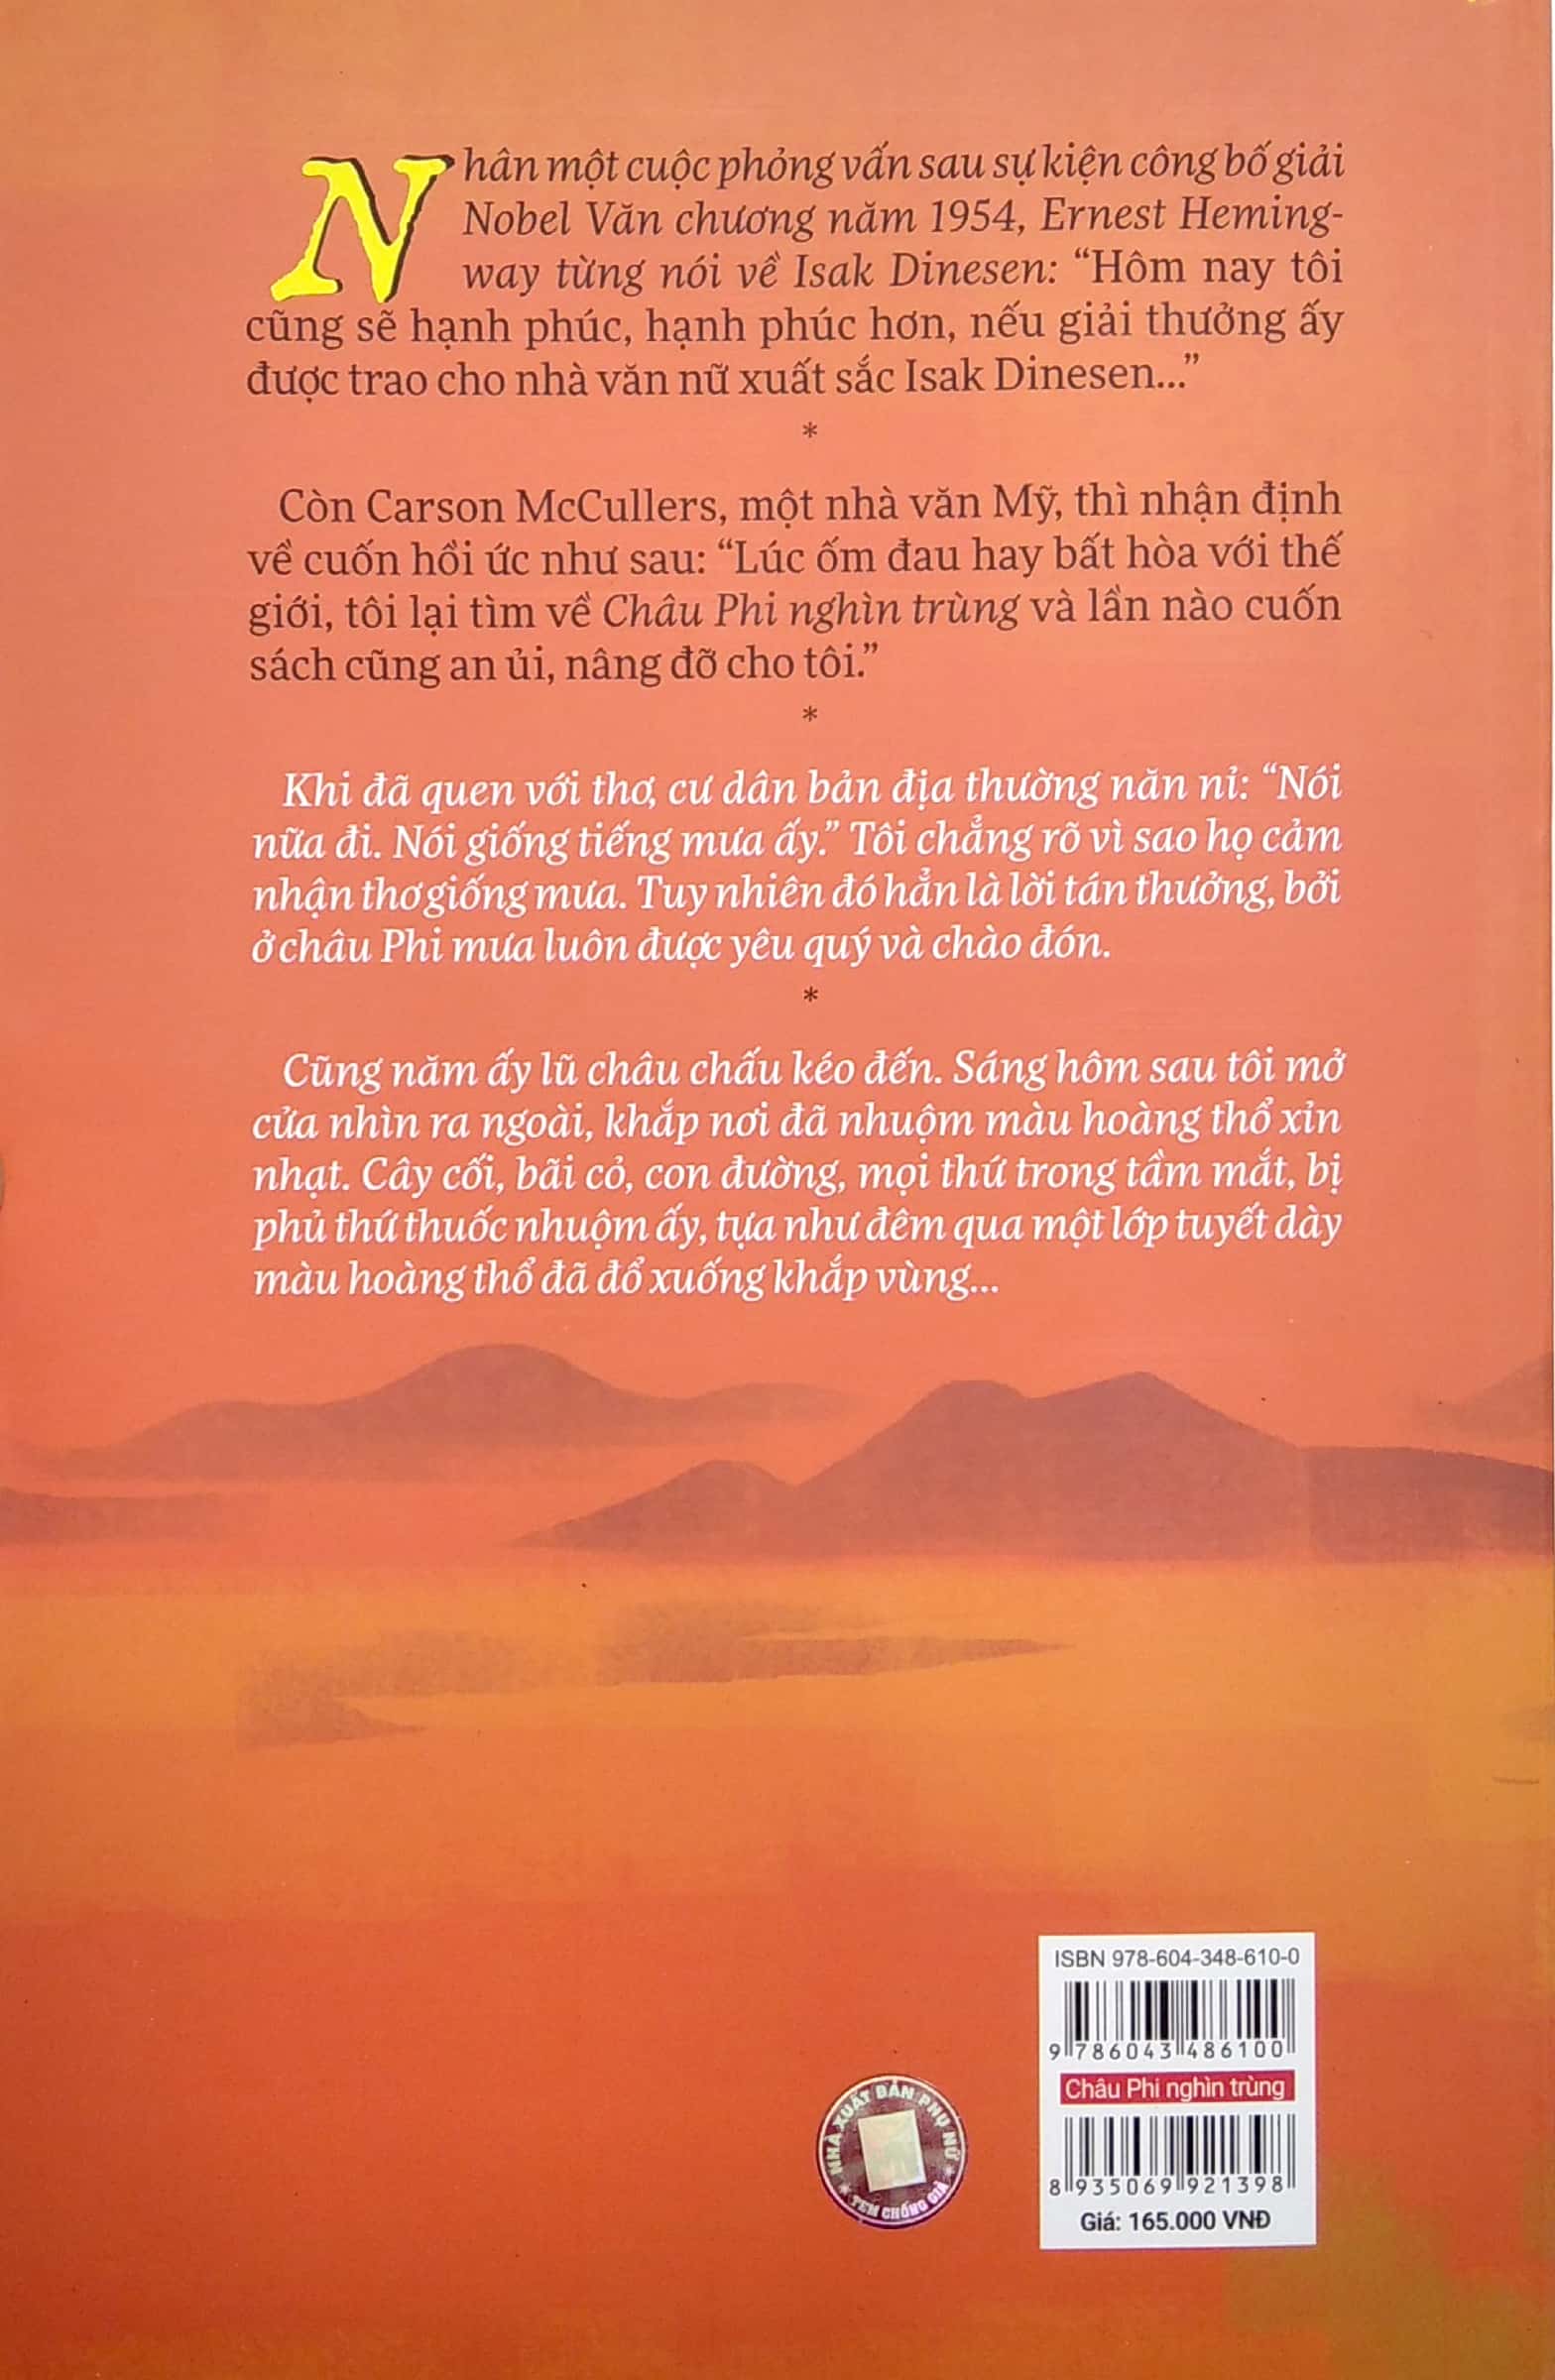 Nhân một cuộc phỏng vấn sau sự kiện công bố giải
Nobel Văn chương năm 1954, Ernest Heming-
way từng nói về Isak Dinesen: “Hôm nay tôi
cũng sẽ hạnh phúc, hạnh phúc hơn, nếu giải thưởng ấy
được trao cho nhà văn nữ xuất sắc Isak Dinesen...”
*
Còn Carson McCullers, một nhà văn Mỹ, thì nhận định
về cuốn hồi ức như sau: “Lúc ốm đau hay bất hòa với thế
giới, tôi lại tìm về Châu Phi nghìn trùng và lần nào cuốn
sách cũng an ủi, nâng đỡ cho tôi.”
*
Khi đã quen với thơ, cư dân bản địa thường năn nỉ: “Nói
nữa đi. Nói giống tiếng mưa ấy.” Tôi chẳng rõ vì sao họ cảm
nhận thơ giống mưa. Tuy nhiên đó hẳn là lời tán thưởng, bởi
ở châu Phi mưa luôn được yêu quý và chào đón.
*
Cũng năm ấy lũ châu chấu kéo đến. Sáng hôm sau tôi mở
cửa nhìn ra ngoài, khắp nơi đã nhuộm màu hoàng thổ xỉn
nhạt. Cây cối, bãi cỏ, con đường, mọi thứ trong tầm mắt, bị
phủ thứ thuốc nhuộm ấy, tựa như đêm qua một lớp tuyết dày
màu hoàng thổ đã đổ xuống khắp vùng...
ISBN 978-604-348-610-0
9 786043 486100
Châu Phi nghìn trùng
8 935069 921398
Giá: 165.000 VNĐ
NHÀ XUẤT BẢN PHỤ NỮ
* TEM CHỐNG GIẢ *